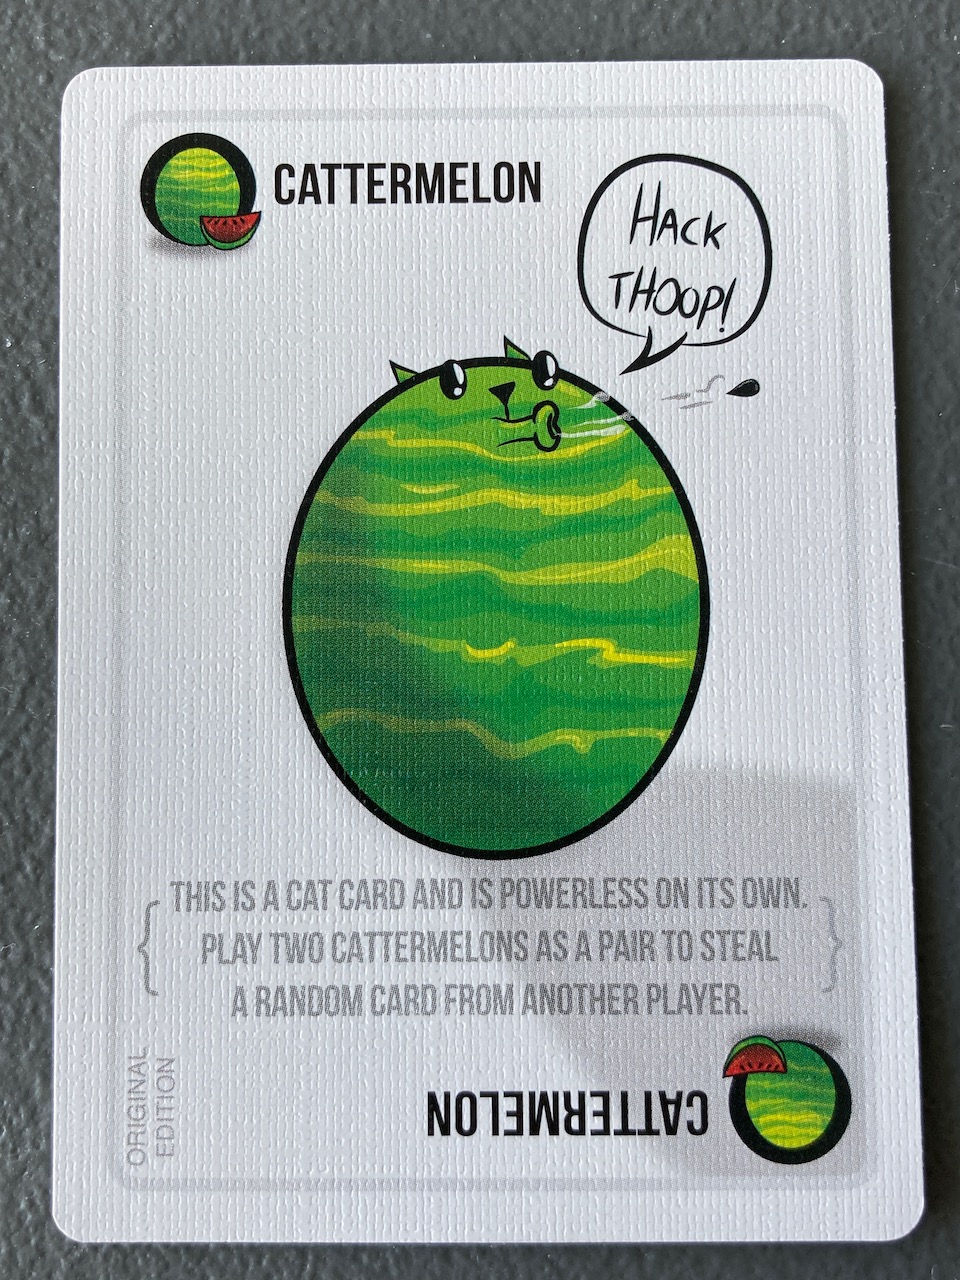 CATTERMELON
HACK
THOOP!
THIS IS A CAT CARD AND IS POWERLESS ON ITS OWN.
PLAY TWO CATTERMELONS AS A PAIR TO STEAL
A RANDOM CARD FROM ANOTHER PLAYER.
ORIGINAL
EDITION
CATTERMELON